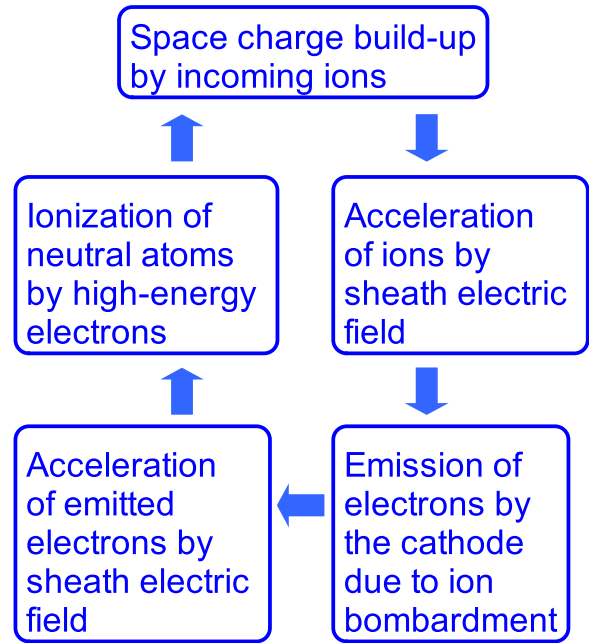 Space charge build-up
by incoming ions
Ionization of
neutral atoms
by high-energy
electrons
Acceleration
of ions by
sheath electric
field
Acceleration
of emitted
electrons by
sheath electric
field
Emission of
electrons by
the cathode
due to ion
bombardment